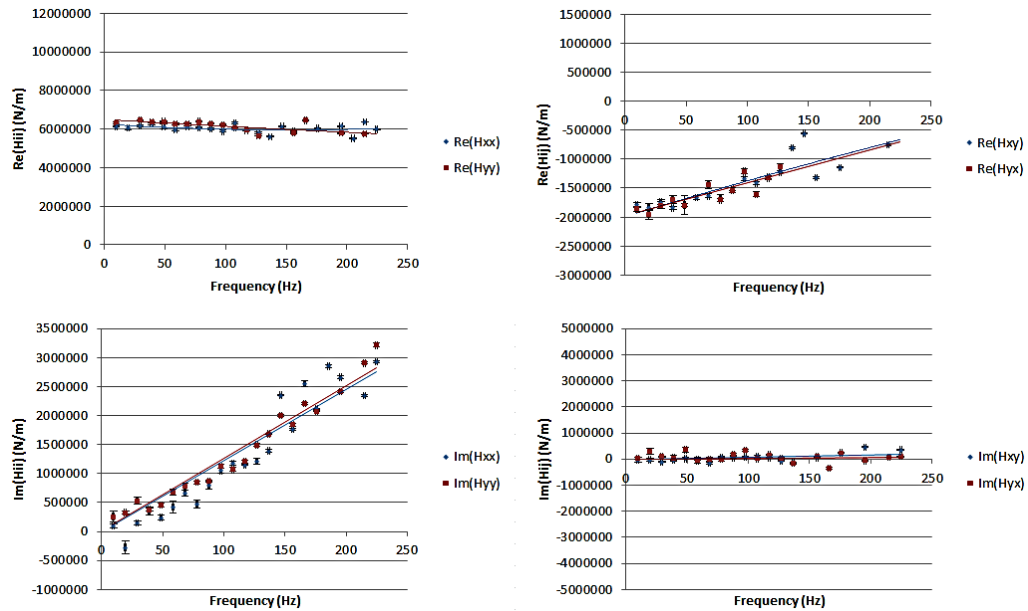 12000000
10000000
8000000
6000000
4000000
2000000
0
0 50 100 150 200 250
Re(Hii) (N/m)
Frequency (Hz)
Re(Hxx)
Re(Hyy)
1500000
1000000
500000
0
-500000
-1000000
-1500000
-2000000
-2500000
-3000000
0 50 100 150 200 250
Re(Hij) (N/m)
Frequency (Hz)
Re(Hxy)
Re(Hyx)
3500000
3000000
2500000
2000000
1500000
1000000
500000
0
-500000
-1000000
0 50 100 150 200 250
Im(Hii) (N/m)
Frequency (Hz)
Im(Hxx)
Im(Hyy)
5000000
4000000
3000000
2000000
1000000
0
-1000000
-2000000
-3000000
-4000000
-5000000
0 50 100 150 200 250
Im(Hij) (N/m)
Frequency (Hz)
Im(Hxy)
Im(Hyx)